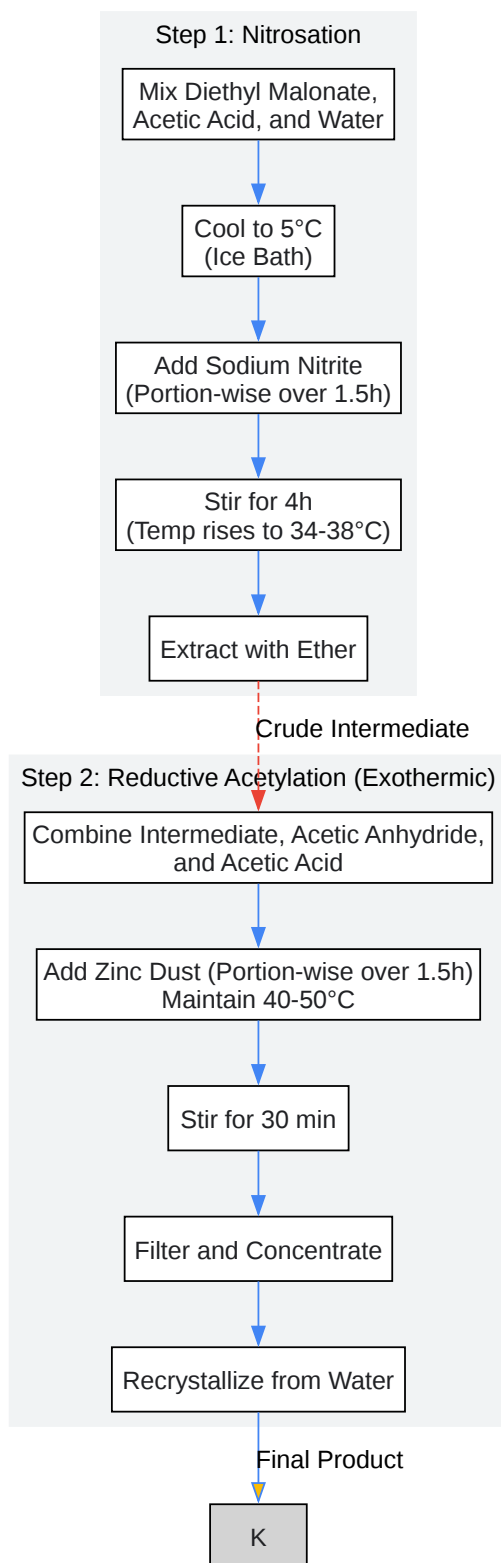 Step 1: Nitrosation
Mix Diethyl Malonate,
Acetic Acid, and Water
Cool to 5°C
(Ice Bath)
Add Sodium Nitrite
(Portion-wise over 1.5h)
Stir for 4h
(Temp rises to 34-38°C)
Extract with Ether
Crude Intermediate
Step 2: Reductive Acetylation (Exothermic)
Combine Intermediate, Acetic Anhydride,
and Acetic Acid
Add Zinc Dust (Portion-wise over 1.5h)
Maintain 40-50°C
Stir for 30 min
Filter and Concentrate
Recrystallize from Water
Final Product
K